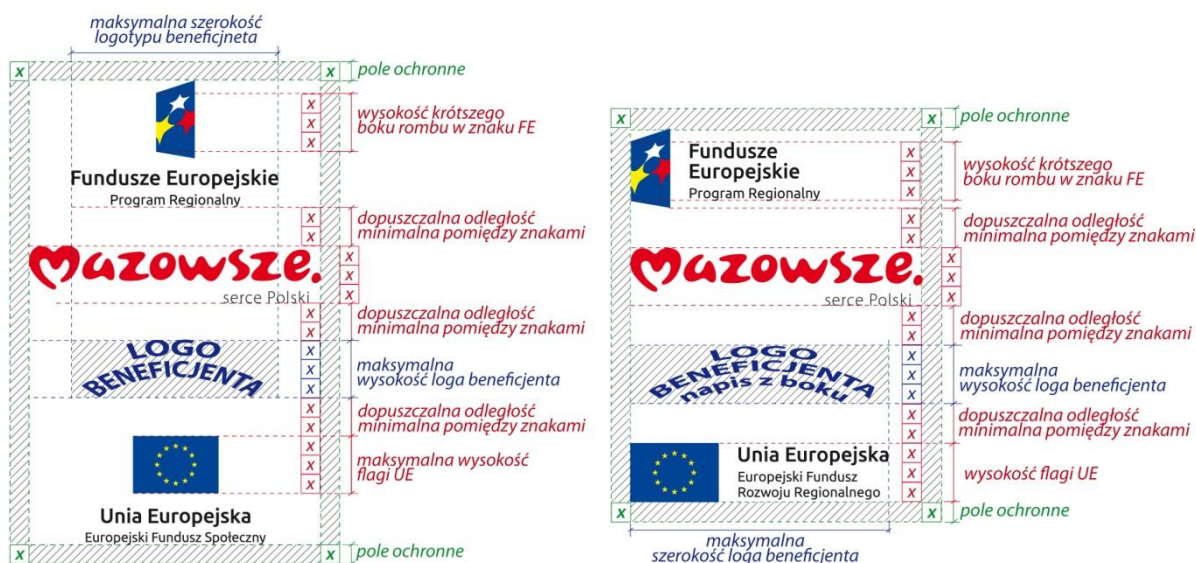 maksymalna szerokość
logotypu beneficjneta
x
x
pole ochronne
x
x
x
wysokość krótszego
boku rombu w znaku FE
Fundusze Europejskie
Program Regionalny
x
x
dopuszczalna odległość
minimalna pomiędzy znakami
mazowsze.
serce Polski
x
x
x
x
x
dopuszczalna odległość
minimalna pomiędzy znakami
LOGO
BENEFICJENTA
x
x
x
maksymalna
wysokość loga beneficjenta
x
x
dopuszczalna odległość
minimalna pomiędzy znakami
x
x
x
maksymalna wysokość
flagi UE
Unia Europejska
Europejski Fundusz Społeczny
x
x
pole ochronne
x
x
pole ochronne
Fundusze
Europejskie
Program Regionalny
x
x
x
wysokość krótszego
boku rombu w znaku FE
x
x
dopuszczalna odległość
minimalna pomiędzy znakami
mazowsze.
serce Polski
x
x
x
x
x
dopuszczalna odległość
minimalna pomiędzy znakami
LOGO
BENEFICJENTA
napis z boku
x
x
x
maksymalna
wysokość loga beneficjenta
x
x
dopuszczalna odległość
minimalna pomiędzy znakami
Unia Europejska
Europejski Fundusz
Rozwoju Regionalnego
x
x
x
wysokość flagi UE
x
x
pole ochronne
maksymalna
szerokość loga beneficjenta